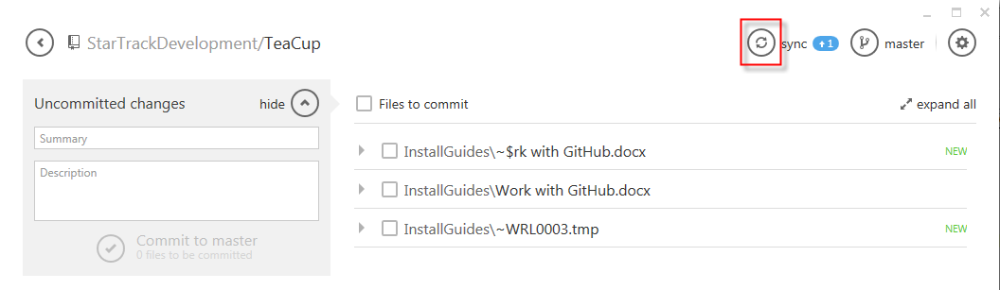 StarTrackDevelopment/TeaCup
sync 1 master
Uncommitted changes hide
Summary
Description
Commit to master
0 files to be committed
Files to commit expand all
InstallGuides\~$rk with GitHub.docx NEW
InstallGuides\Work with GitHub.docx
InstallGuides\~WRL0003.tmp NEW